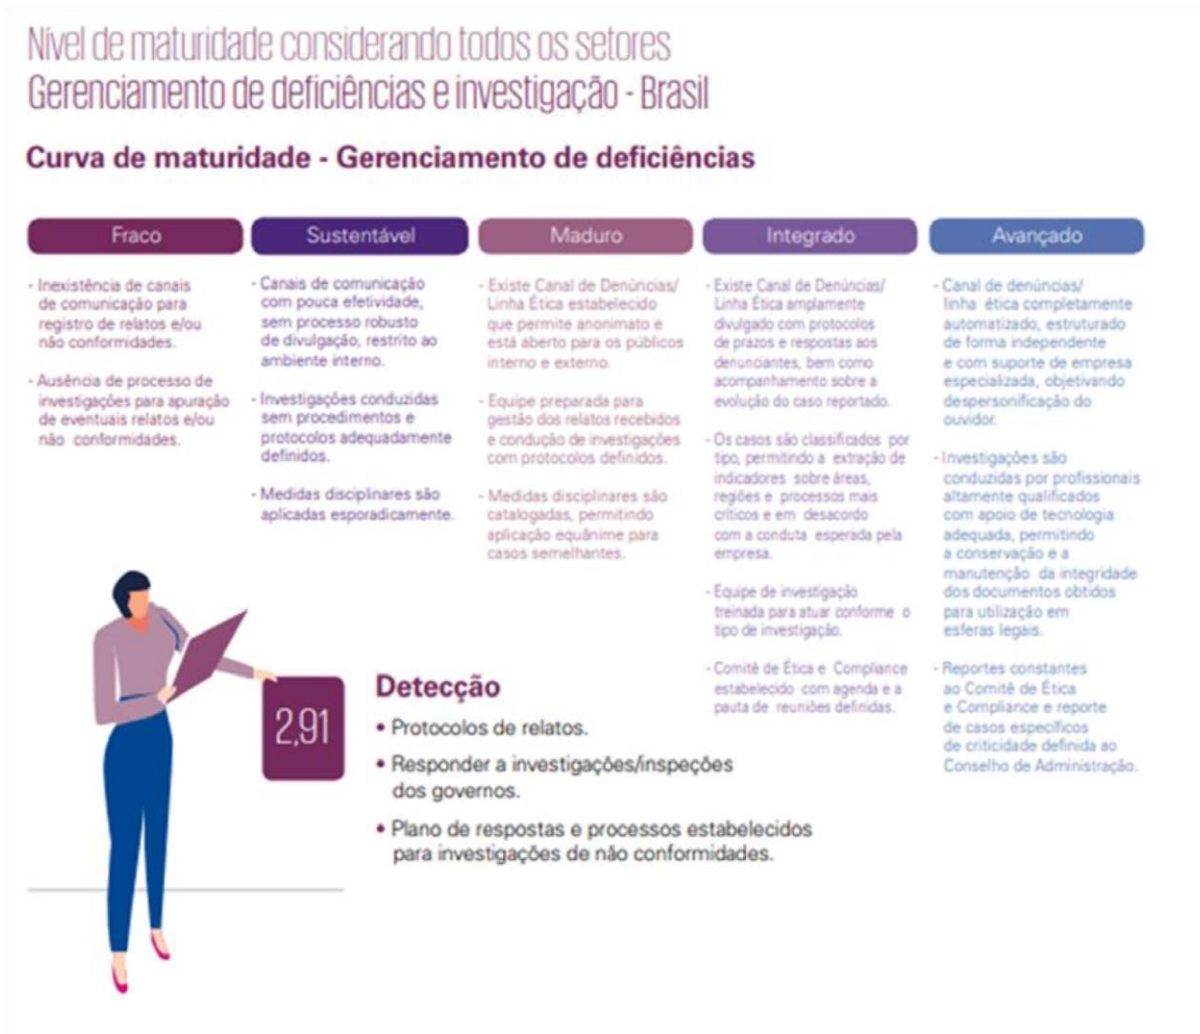 Nível de maturidade considerando todos os setores
Gerenciamento de deficiências e investigação - Brasil
Curva de maturidade - Gerenciamento de deficiências
Fraco
- Inexistência de canais
de comunicação para
registro de relatos e/ou
não conformidades.
- Ausência de processo de
investigações para apuração
de eventuais relatos e/ou
não conformidades.
Sustentável
- Canais de comunicação
com pouca efetividade,
sem processo robusto
de divulgação, restrito ao
ambiente interno.
- Investigações conduzidas
sem procedimentos e
protocolos adequadamente
definidos.
- Medidas disciplinares são
aplicadas esporadicamente.
Maduro
- Existe Canal de Denúncias/
Linha Ética estabelecido
que permite anonimato e
está aberto para os públicos
interno e externo.
- Equipe preparada para
gestão dos relatos recebidos
e condução de investigações
com protocolos definidos.
- Medidas disciplinares são
catalogadas, permitindo
aplicação equânime para
casos semelhantes.
Integrado
- Existe Canal de Denúncias/
Linha Ética amplamente
divulgado com protocolos
de prazos e respostas aos
denunciantes, bem como
acompanhamento sobre a
evolução do caso reportado.
- Os casos são classificados por
tipo, permitindo a extração de
indicadores sobre áreas,
regiões e processos mais
críticos e em desacordo
com a conduta esperada pela
empresa.
- Equipe de investigação
treinada para atuar conforme o
tipo de investigação.
- Comitê de Ética e Compliance
estabelecido com agenda e a
pauta de reuniões definidas.
Avançado
- Canal de denúncias/
linha ética completamente
automatizado, estruturado
de forma independente
e com suporte de empresa
especializada, objetivando
despersonificação do
ouvidor.
- Investigações são
conduzidas por profissionais
altamente qualificados
com apoio de tecnologia
adequada, permitindo
a conservação e a
manutenção da integridade
dos documentos obtidos
para utilização em
esferas legais.
- Reportes constantes
ao Comitê de Ética
e Compliance e reporte
de casos específicos
de criticidade definida ao
Conselho de Administração.
2,91
Detecção
• Protocolos de relatos.
• Responder a investigações/inspeções
dos governos.
• Plano de respostas e processos estabelecidos
para investigações de não conformidades.